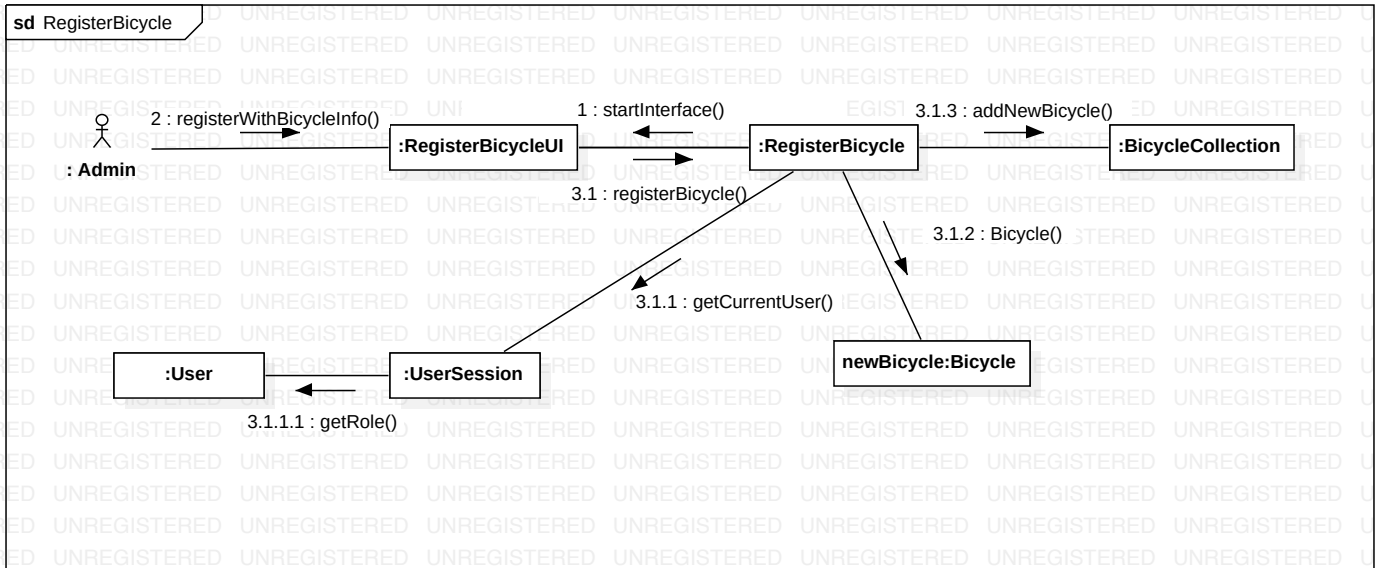 sd RegisterBicycle
2 : registerWithBicycleInfo()
1 : startInterface()
3.1.3 : addNewBicycle()
: Admin
:RegisterBicycleUI
:RegisterBicycle
:BicycleCollection
3.1 : registerBicycle()
3.1.2 : Bicycle()
3.1.1 : getCurrentUser()
:User
:UserSession
newBicycle:Bicycle
3.1.1.1 : getRole()
UNREGISTERED